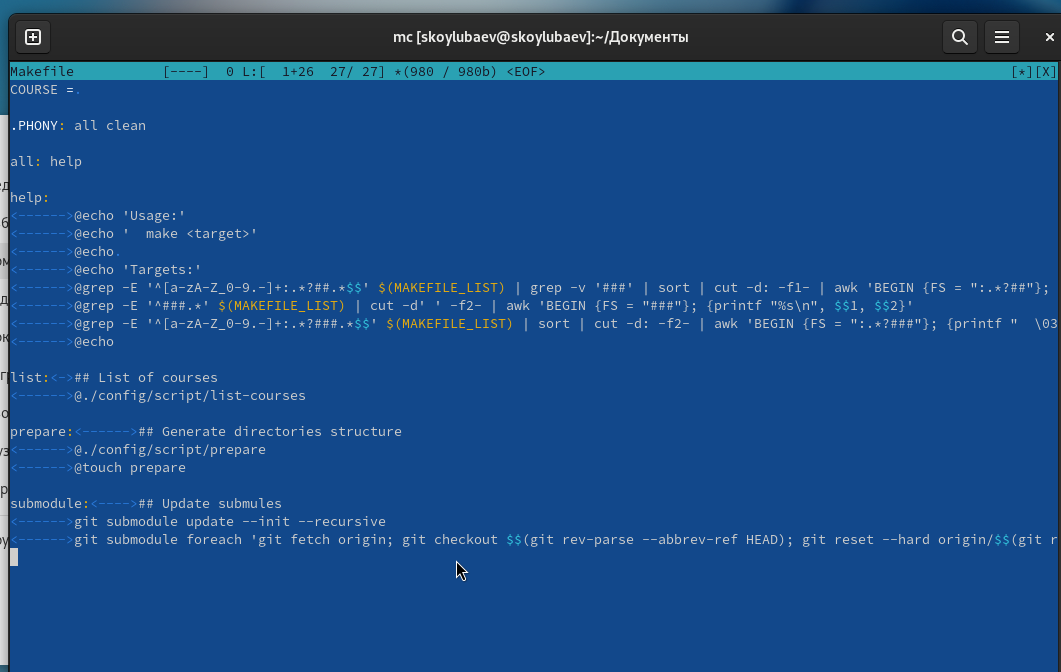 mc [skoylubaev@skoylubaev]:~/Документы
Makefile [----] 0 L:[ 1+26 27/ 27] *(980 / 980b) <EOF> [*][X]
COURSE =.
.PHONY: all clean
all: help
help:
<------>@echo 'Usage:'
<------>@echo '  make <target>'
<------>@echo.
<------>@echo 'Targets:'
<------>@grep -E '^[a-zA-Z_0-9.-]+:.*?##.*$$' $(MAKEFILE_LIST) | grep -v '###' | sort | cut -d: -f1- | awk 'BEGIN {FS = ":.*?##"};
<------>@grep -E '^###.*' $(MAKEFILE_LIST) | cut -d' ' -f2- | awk 'BEGIN {FS = "###"}; {printf "%s\n", $$1, $$2}'
<------>@grep -E '^[a-zA-Z_0-9.-]+:.*?###.*$$' $(MAKEFILE_LIST) | sort | cut -d: -f2- | awk 'BEGIN {FS = ":.*?###"}; {printf "  \03
<------>@echo
list:<->## List of courses
<------>@./config/script/list-courses
prepare:<------>## Generate directories structure
<------>@./config/script/prepare
<------>@touch prepare
submodule:<---->## Update submules
<------>git submodule update --init --recursive
<------>git submodule foreach 'git fetch origin; git checkout $$(git rev-parse --abbrev-ref HEAD); git reset --hard origin/$$(git r